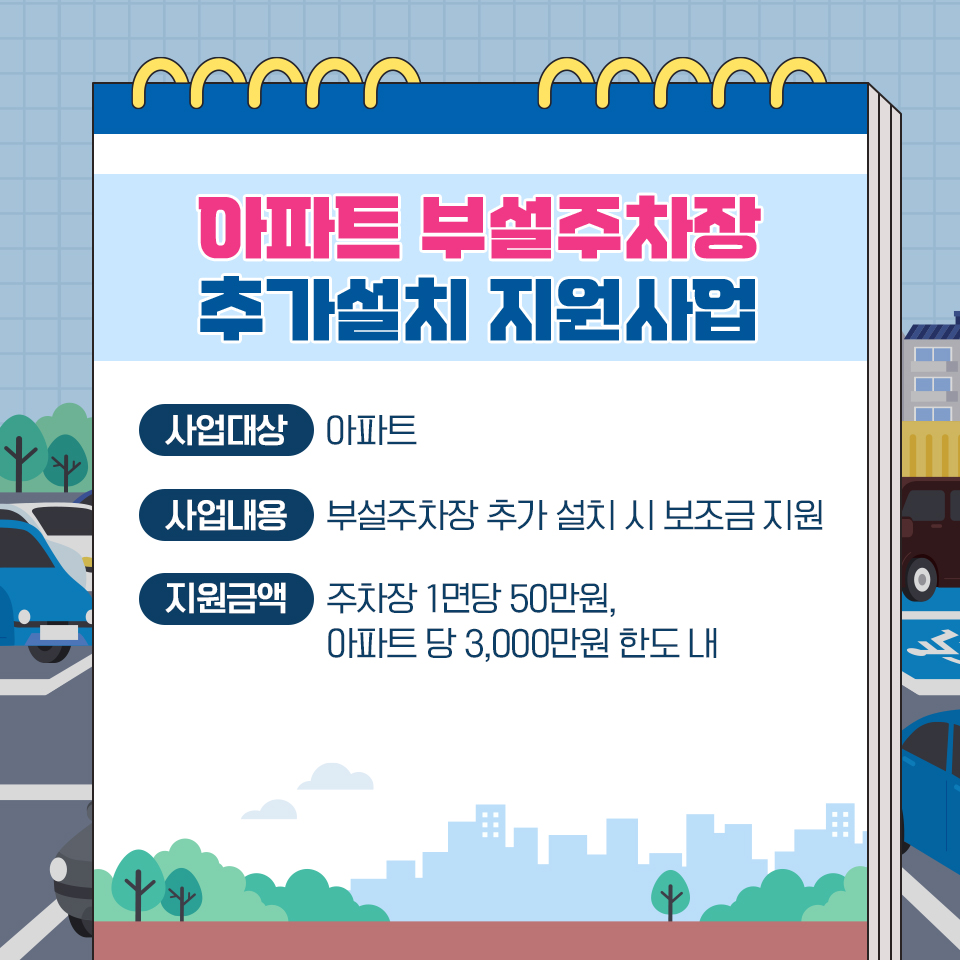 아파트 부설주차장
추가설치 지원사업
사업대상 아파트
사업내용 부설주차장 추가 설치 시 보조금 지원
지원금액 주차장 1면당 50만원,
아파트 당 3,000만원 한도 내